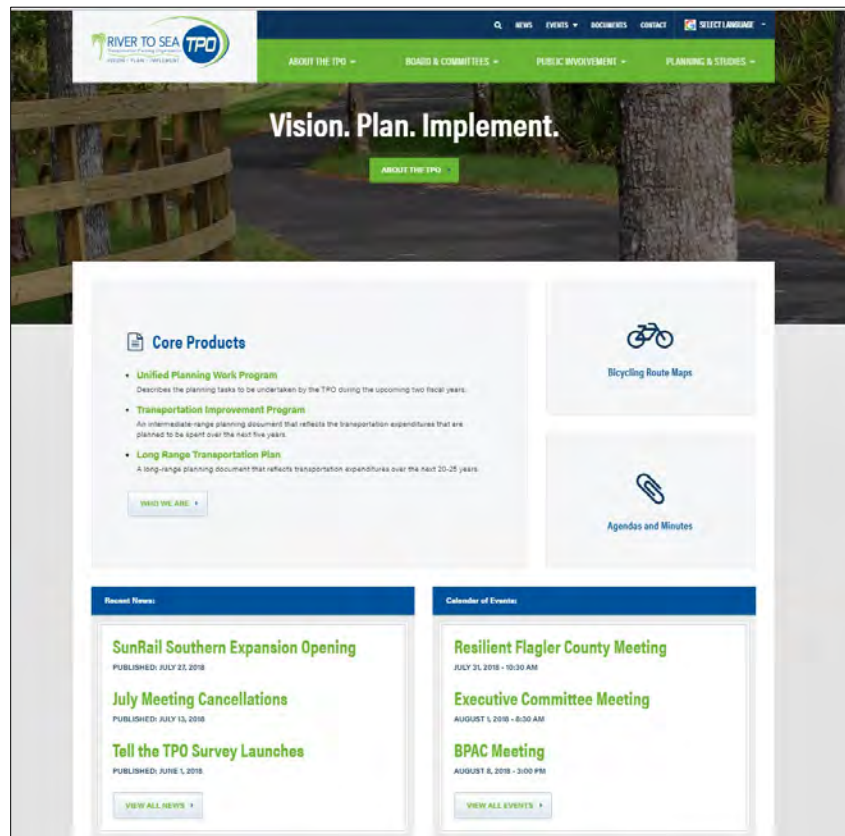 RIVER TO SEA TPO
Transportation Planning Organization
VISION - PLAN - IMPLEMENT
NEWS EVENTS DOCUMENTS CONTACT SELECT LANGUAGE
ABOUT THE TPO BOARD & COMMITTEES PUBLIC INVOLVEMENT PLANNING & STUDIES
Vision. Plan. Implement.
ABOUT THE TPO
Core Products
• Unified Planning Work Program
Describes the planning tasks to be undertaken by the TPO during the upcoming two fiscal years.
• Transportation Improvement Program
An intermediate-range planning document that reflects the transportation expenditures that are
planned to be spent over the next five years.
• Long Range Transportation Plan
A long-range planning document that reflects transportation expenditures over the next 20-25 years.
WHO WE ARE
Bicycling Route Maps
Agendas and Minutes
Recent News:
SunRail Southern Expansion Opening
PUBLISHED: JULY 27, 2018
July Meeting Cancellations
PUBLISHED: JULY 13, 2018
Tell the TPO Survey Launches
PUBLISHED: JUNE 1, 2018
VIEW ALL NEWS
Calender of Events:
Resilient Flagler County Meeting
JULY 31, 2018 - 10:30 AM
Executive Committee Meeting
AUGUST 1, 2018 - 8:30 AM
BPAC Meeting
AUGUST 8, 2018 - 3:00 PM
VIEW ALL EVENTS